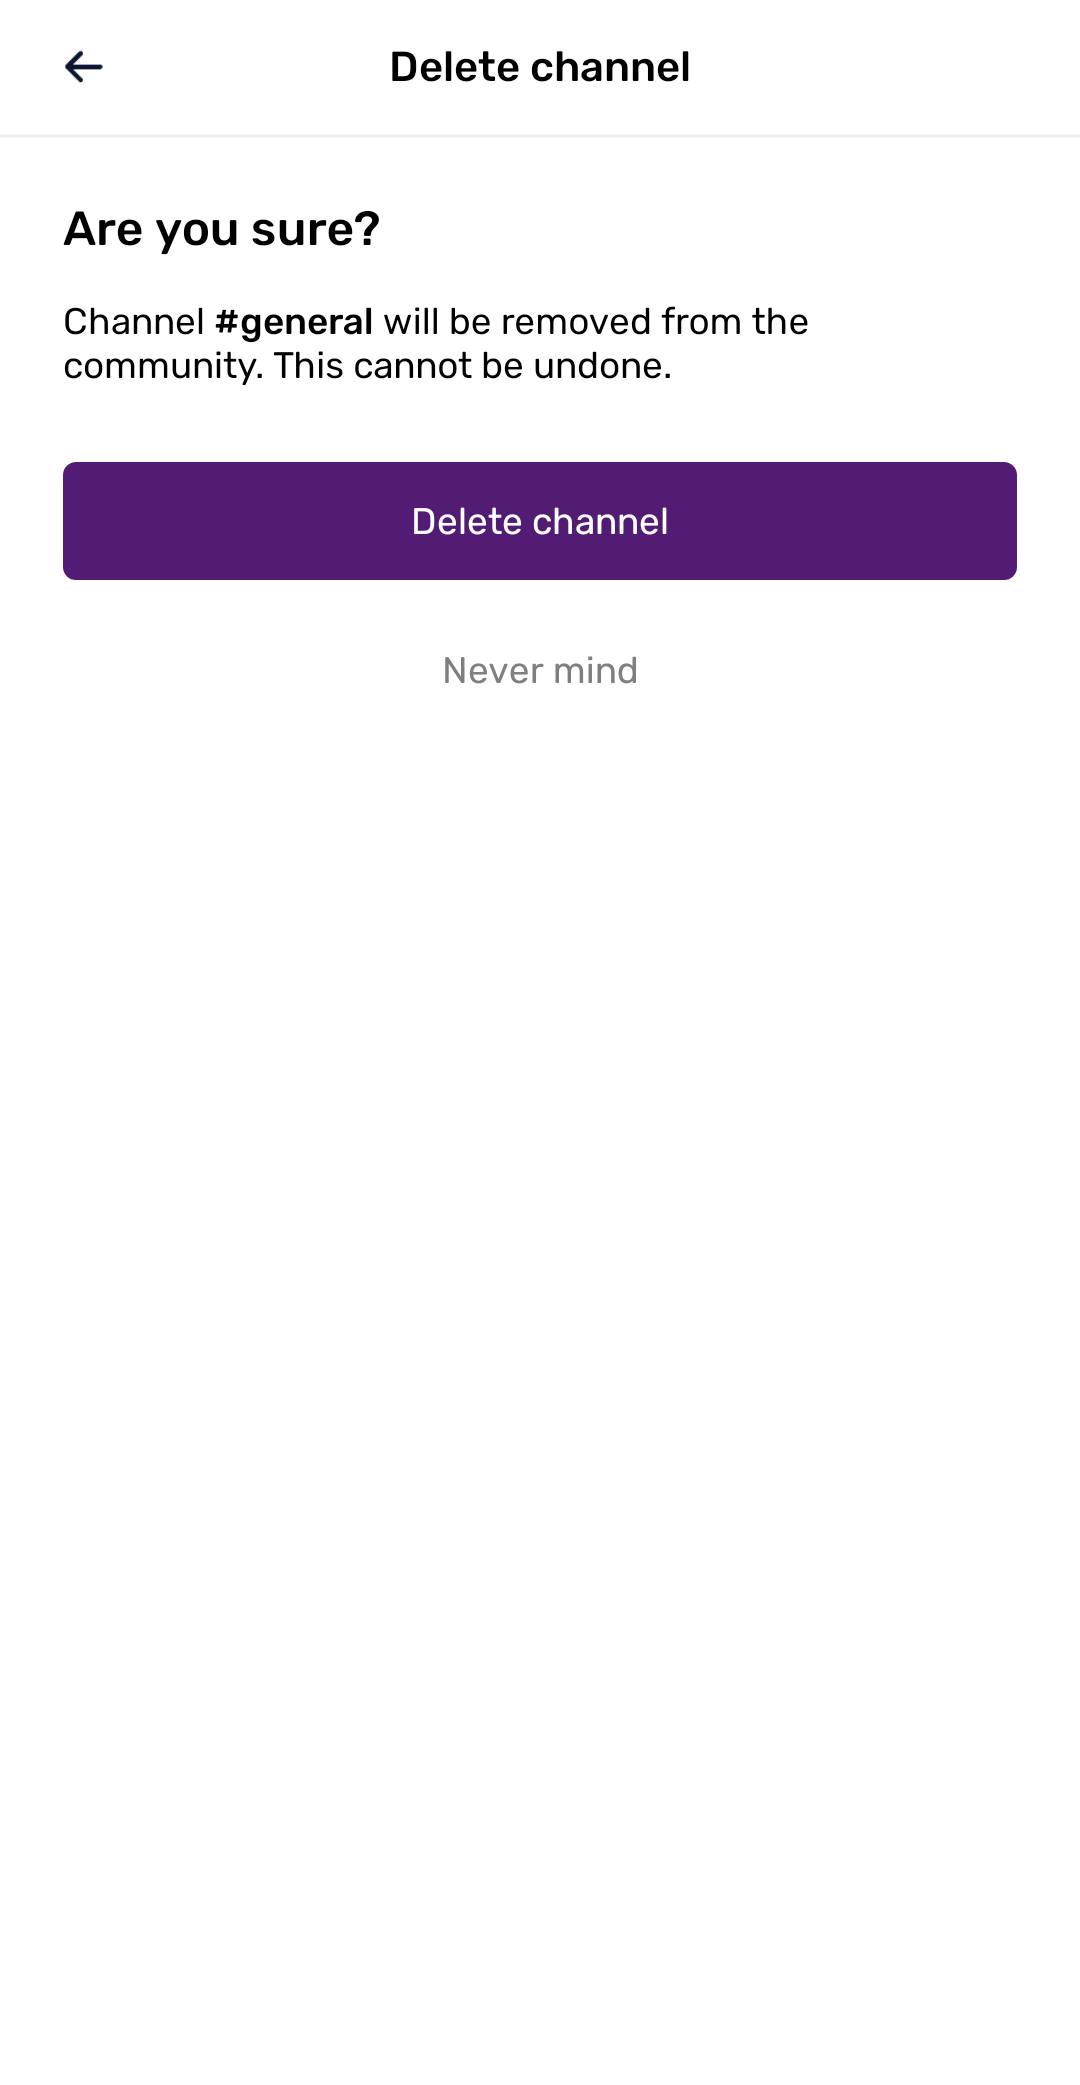 Delete channel
Are you sure?
Channel #general will be removed from the
community. This cannot be undone.
Delete channel
Never mind